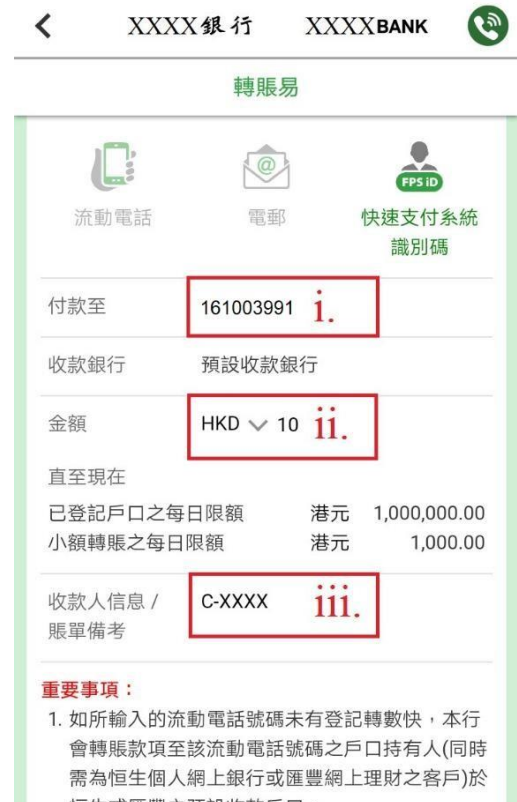 XXXX銀行 XXXXBANK
轉賬易
@
FPS iD
流動電話 電郵 快速支付系統
識別碼
付款至 161003991 i.
收款銀行 預設收款銀行
金額 HKD 10 ii.
直至現在
已登記戶口之每日限額 港元 1,000,000.00
小額轉賬之每日限額 港元 1,000.00
收款人信息 / C-XXXX iii.
賬單備考
重要事項：
1. 如所輸入的流動電話號碼未有登記轉數快，本行
會轉賬款項至該流動電話號碼之戶口持有人(同時
需為恒生個人網上銀行或匯豐網上理財之客戶)於